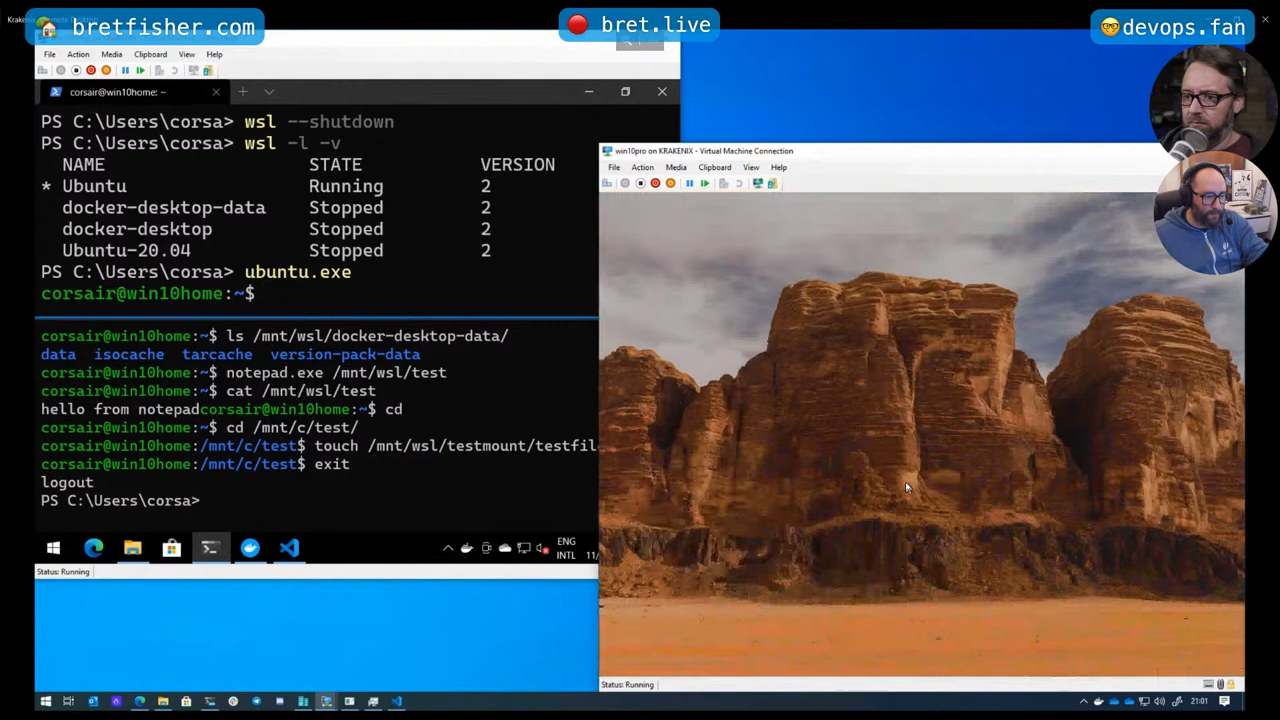 bretfisher.com
bret.live
devops.fan
File Action Media Clipboard View Help
corsair@win10home: ~
PS C:\Users\corsa> wsl --shutdown
PS C:\Users\corsa> wsl -l -v
NAME STATE VERSION
* Ubuntu Running 2
docker-desktop-data Stopped 2
docker-desktop Stopped 2
Ubuntu-20.04 Stopped 2
PS C:\Users\corsa> ubuntu.exe
corsair@win10home:~$
corsair@win10home:~$ ls /mnt/wsl/docker-desktop-data/
data isocache tarcache version-pack-data
corsair@win10home:~$ notepad.exe /mnt/wsl/test
corsair@win10home:~$ cat /mnt/wsl/test
hello from notepadcorsair@win10home:~$ cd
corsair@win10home:~$ cd /mnt/c/test/
corsair@win10home:/mnt/c/test$ touch /mnt/wsl/testmount/testfil
corsair@win10home:/mnt/c/test$ exit
logout
PS C:\Users\corsa>
ENG
INTL 11/
Status: Running
win10pro on KRAKENIX - Virtual Machine Connection
File Action Media Clipboard View Help
Status: Running
21:01